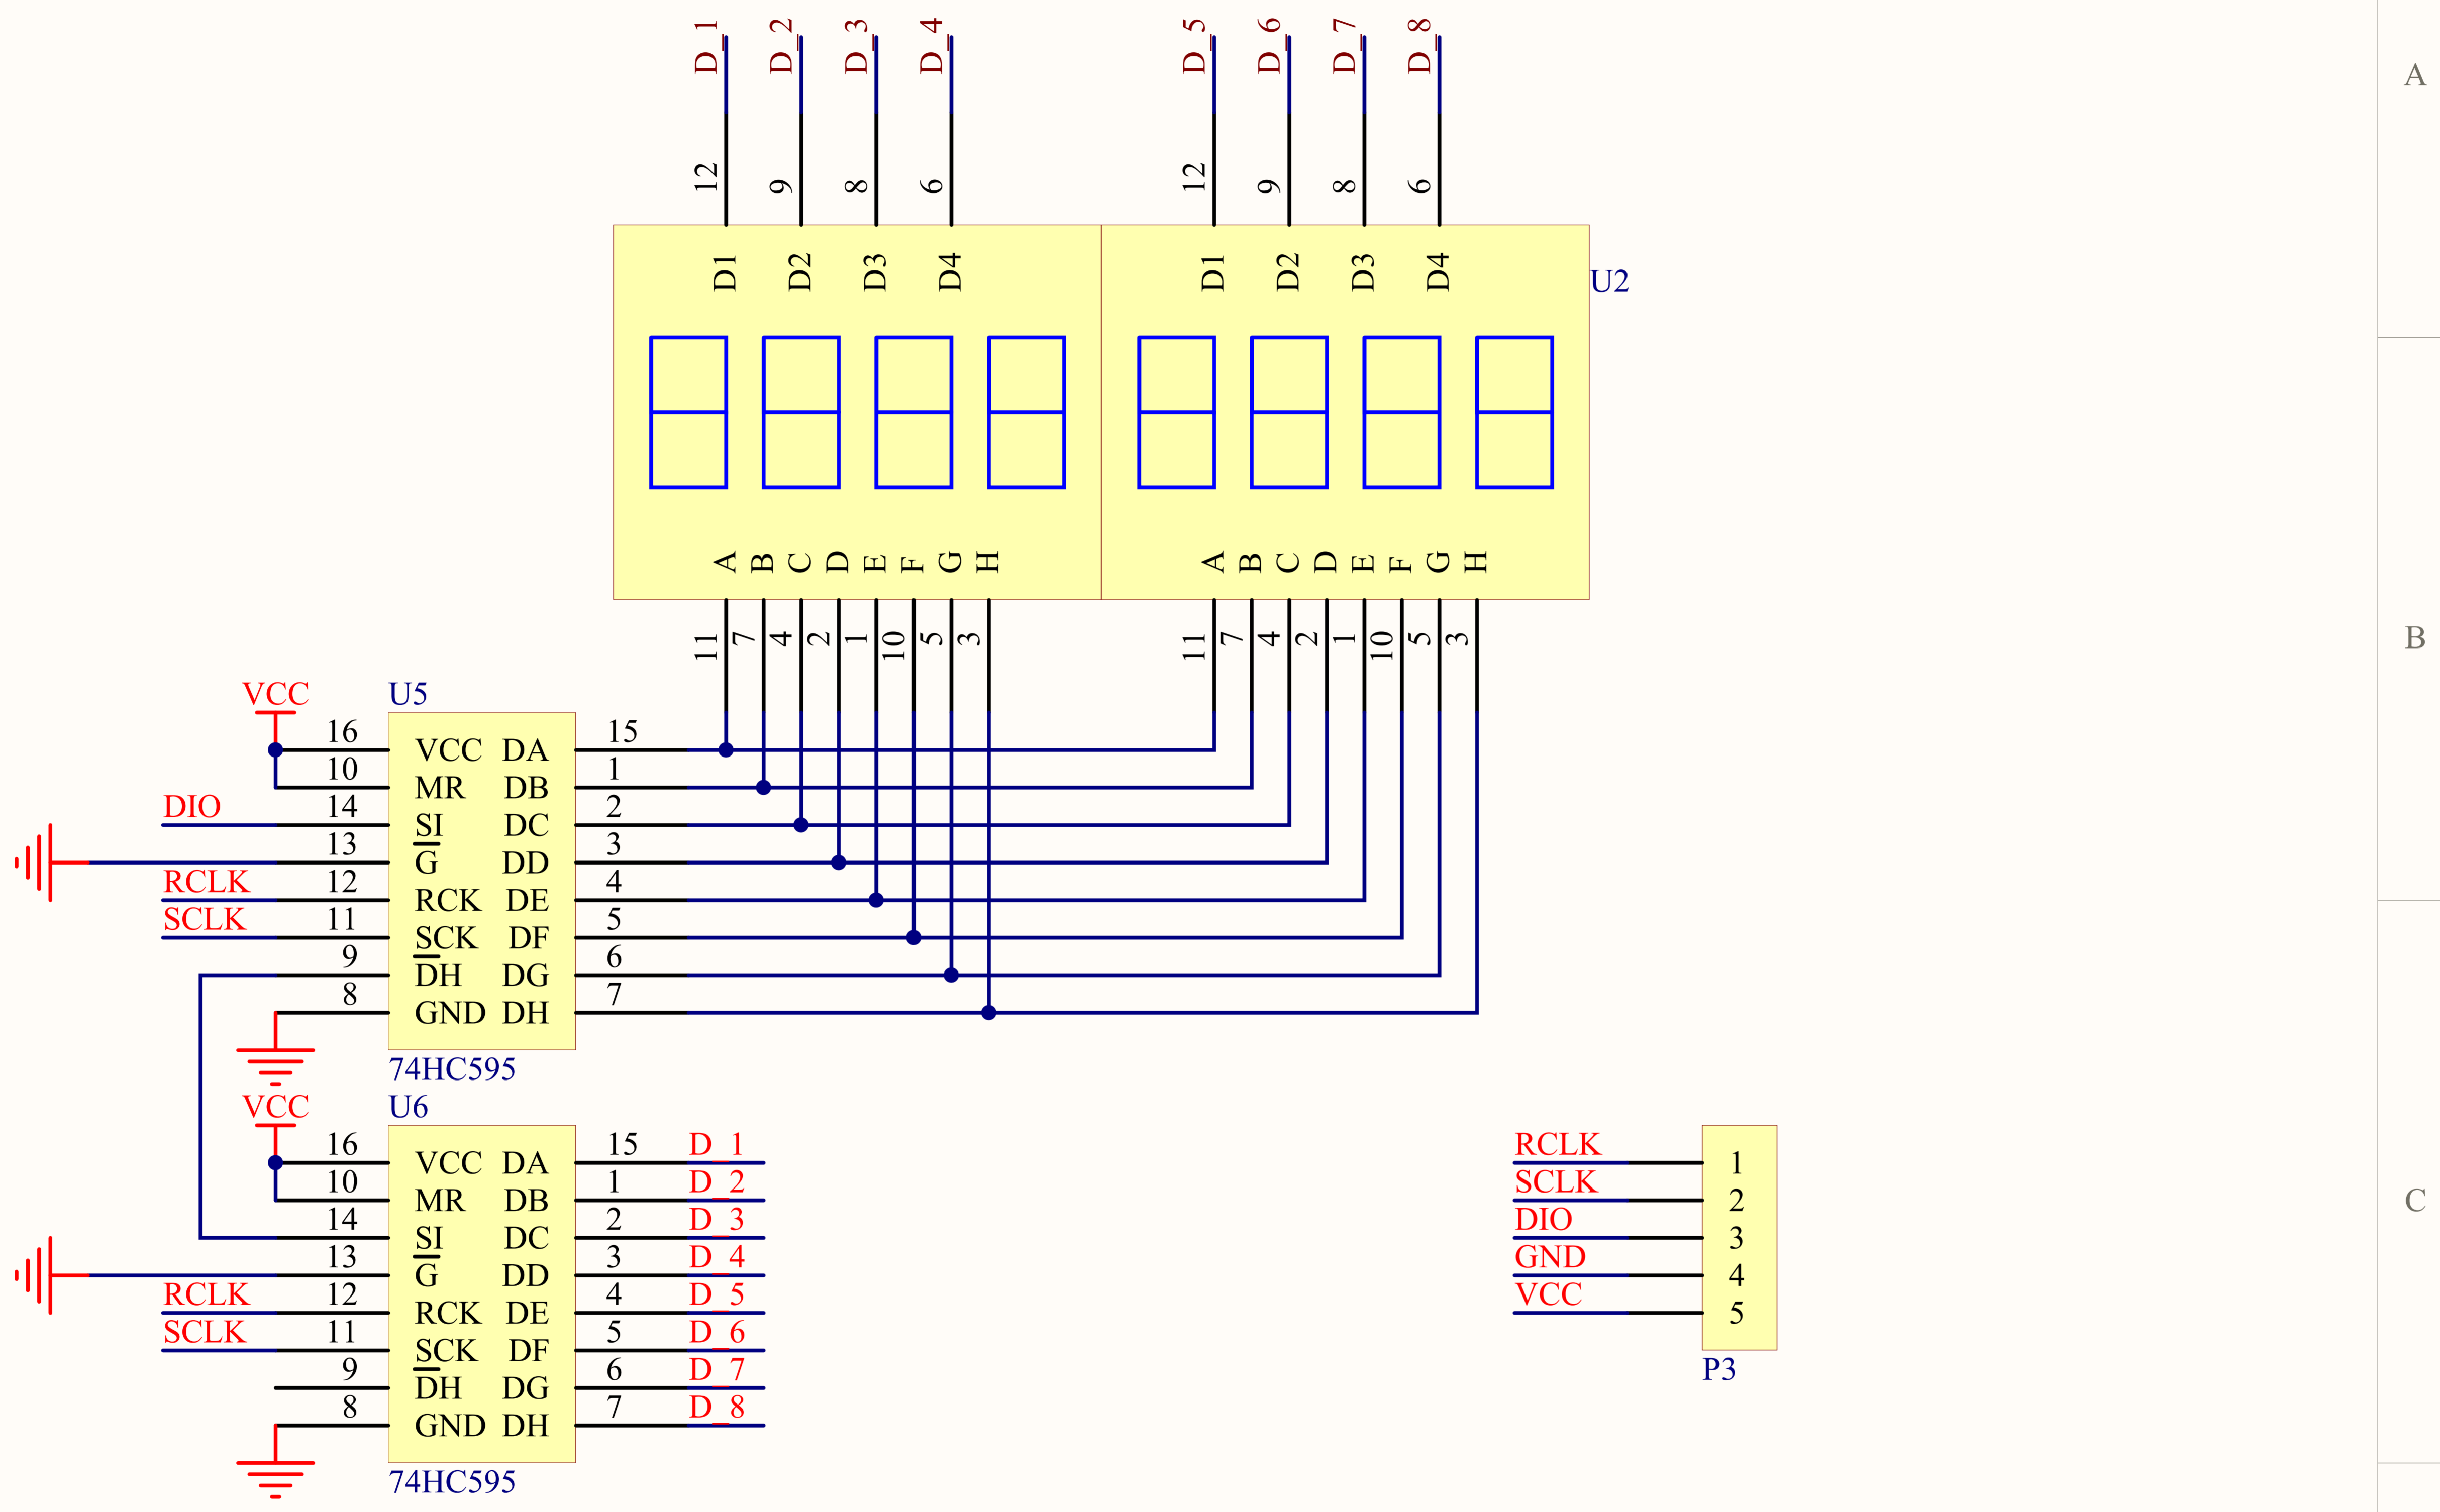 D_1 D_2 D_3 D_4 D_5 D_6 D_7 D_8
A
12 9 8 6 12 9 8 6
D1 D2 D3 D4 D1 D2 D3 D4
U2
A B C D E F G H A B C D E F G H
11 7 4 2 1 10 5 3 11 7 4 2 1 10 5 3
B
VCC U5
16 VCC DA 15
10 MR DB 1
DIO 14 SI DC 2
13 G DD 3
RCLK 12 RCK DE 4
SCLK 11 SCK DF 5
9 DH DG 6
8 GND DH 7
74HC595
VCC U6
16 VCC DA 15 D_1
10 MR DB 1 D_2
14 SI DC 2 D_3
13 G DD 3 D_4
RCLK 12 RCK DE 4 D_5
SCLK 11 SCK DF 5 D_6
9 DH DG 6 D_7
8 GND DH 7 D_8
74HC595
RCLK 1
SCLK 2
DIO 3
GND 4
VCC 5
P3
C